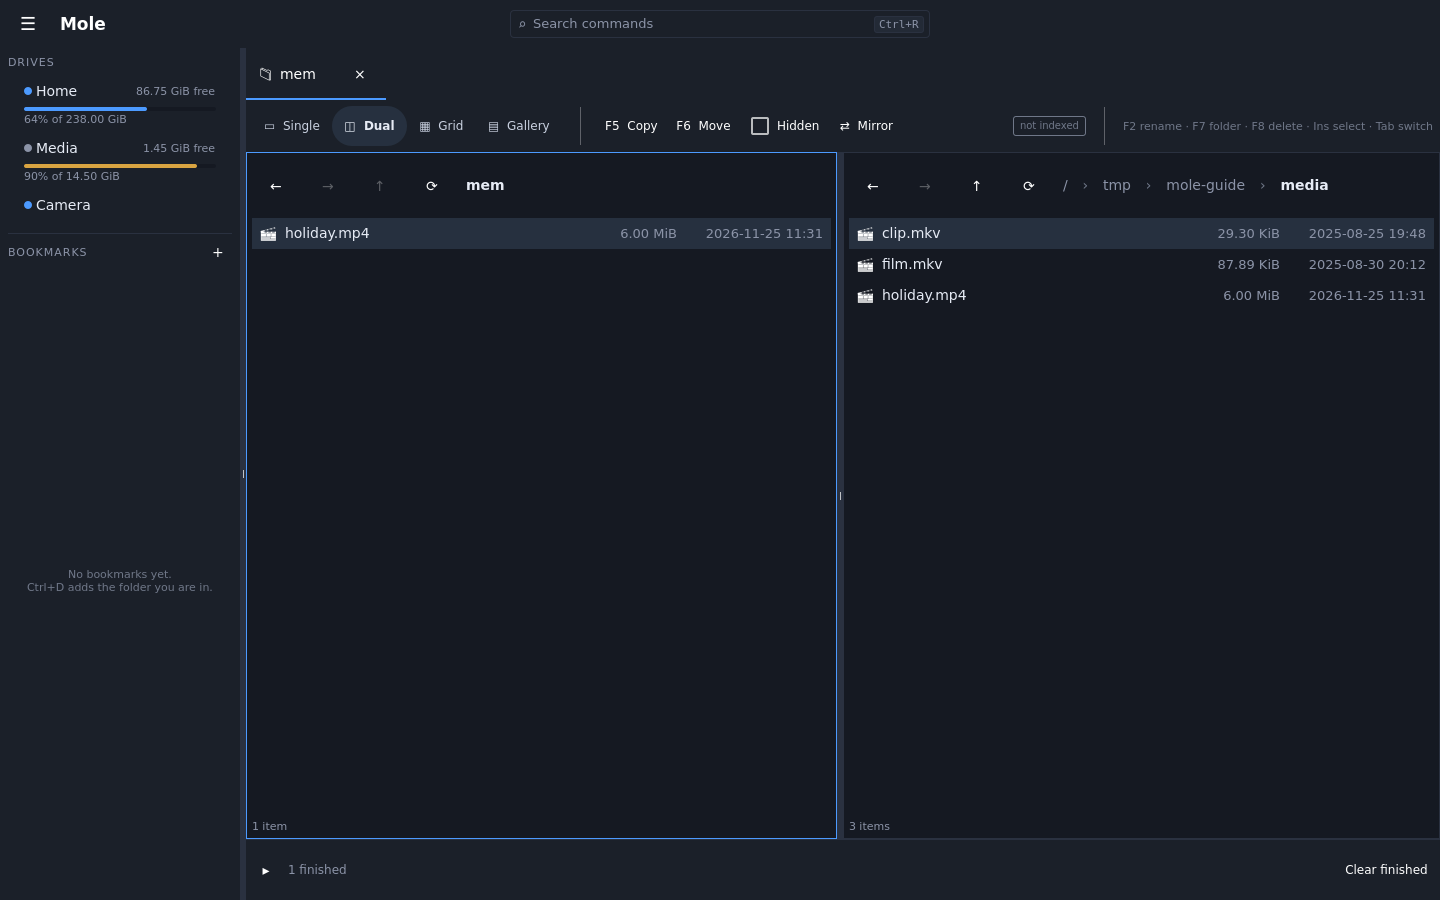 ☰ Mole
⌕ Search commands Ctrl+R
DRIVES
Home 86.75 GiB free
64% of 238.00 GiB
Media 1.45 GiB free
90% of 14.50 GiB
Camera
BOOKMARKS +
No bookmarks yet.
Ctrl+D adds the folder you are in.
mem ×
Single Dual Grid Gallery F5 Copy F6 Move Hidden ⇄ Mirror not indexed F2 rename · F7 folder · F8 delete · Ins select · Tab switch
← → ↑ ⟳ mem
holiday.mp4 6.00 MiB 2026-11-25 11:31
1 item
← → ↑ ⟳ / › tmp › mole-guide › media
clip.mkv 29.30 KiB 2025-08-25 19:48
film.mkv 87.89 KiB 2025-08-30 20:12
holiday.mp4 6.00 MiB 2026-11-25 11:31
3 items
▸ 1 finished Clear finished